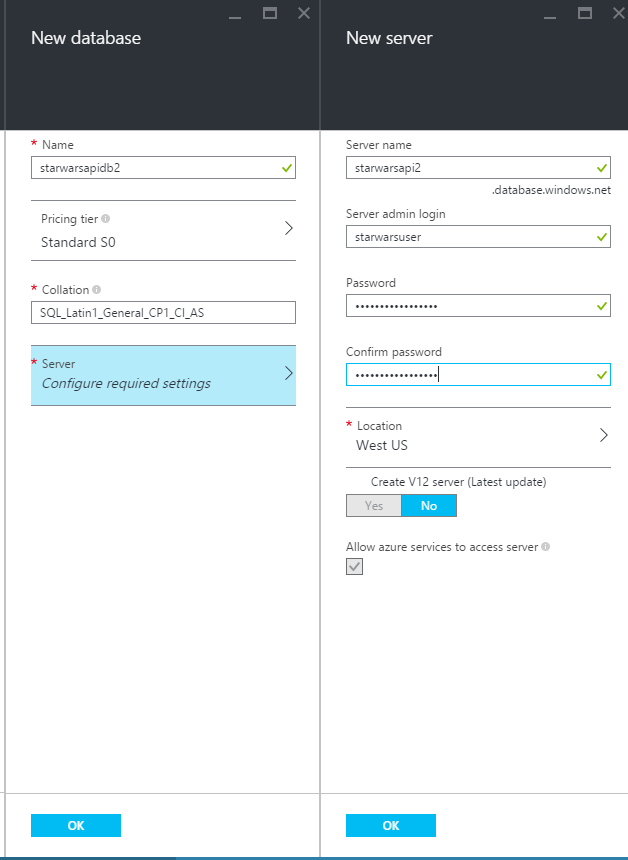 New database
* Name
starwarsapidb2
Pricing tier
Standard S0
* Collation
SQL_Latin1_General_CP1_CI_AS
* Server
Configure required settings
OK
New server
Server name
starwarsapi2
.database.windows.net
Server admin login
starwarsuser
Password
•••••••••••••••••
Confirm password
•••••••••••••••••
* Location
West US
Create V12 server (Latest update)
Yes No
Allow azure services to access server
OK